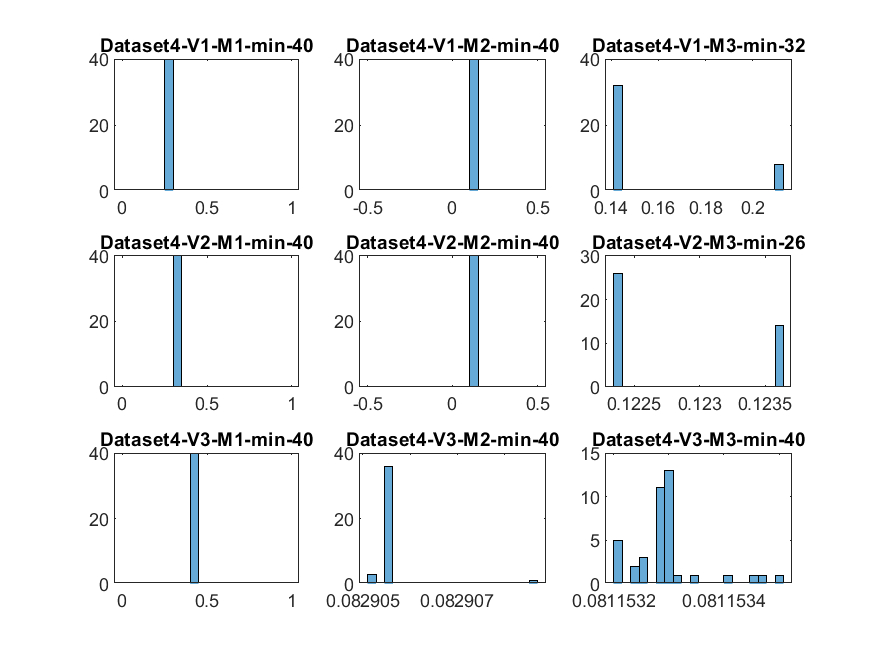 Dataset4-V1-M1-min-40
40
20
0
0 0.5 1
Dataset4-V1-M2-min-40
40
20
0
-0.5 0 0.5
Dataset4-V1-M3-min-32
40
20
0
0.14 0.16 0.18 0.2
Dataset4-V2-M1-min-40
40
20
0
0 0.5 1
Dataset4-V2-M2-min-40
40
20
0
-0.5 0 0.5
Dataset4-V2-M3-min-26
30
20
10
0
0.1225 0.123 0.1235
Dataset4-V3-M1-min-40
40
20
0
0 0.5 1
Dataset4-V3-M2-min-40
40
20
0
0.082905 0.082907
Dataset4-V3-M3-min-40
15
10
5
0
0.0811532 0.0811534